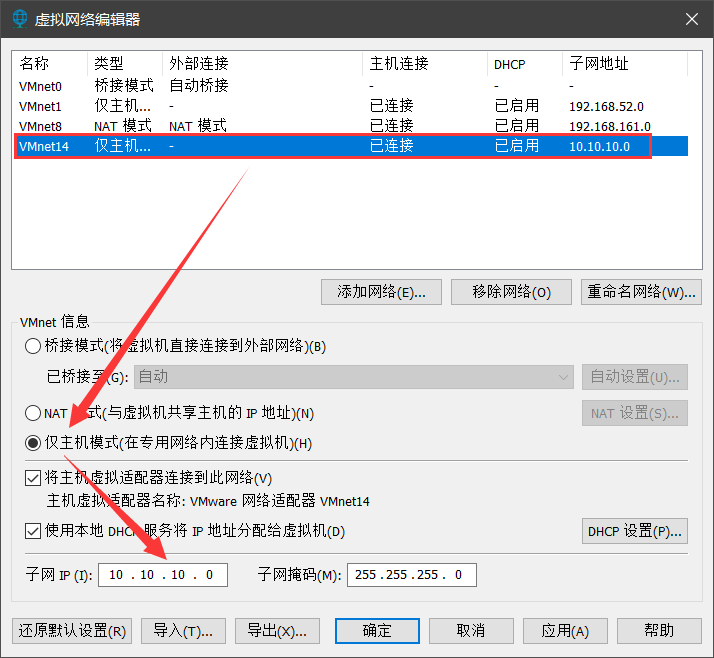 虚拟网络编辑器
名称 类型 外部连接 主机连接 DHCP 子网地址
VMnet0 桥接模式 自动桥接 - - -
VMnet1 仅主机... - 已连接 已启用 192.168.52.0
VMnet8 NAT 模式 NAT 模式 已连接 已启用 192.168.161.0
VMnet14 仅主机... - 已连接 已启用 10.10.10.0
添加网络(E)... 移除网络(O) 重命名网络(W)...
VMnet 信息
桥接模式(将虚拟机直接连接到外部网络)(B)
已桥接至(G): 自动 自动设置(U)...
NAT 模式(与虚拟机共享主机的 IP 地址)(N) NAT 设置(S)...
仅主机模式(在专用网络内连接虚拟机)(H)
将主机虚拟适配器连接到此网络(V)
主机虚拟适配器名称: VMware 网络适配器 VMnet14
使用本地 DHCP 服务将 IP 地址分配给虚拟机(D) DHCP 设置(P)...
子网 IP (I): 10 . 10 . 10 . 0 子网掩码(M): 255 . 255 . 255 . 0
还原默认设置(R) 导入(T)... 导出(X)... 确定 取消 应用(A) 帮助